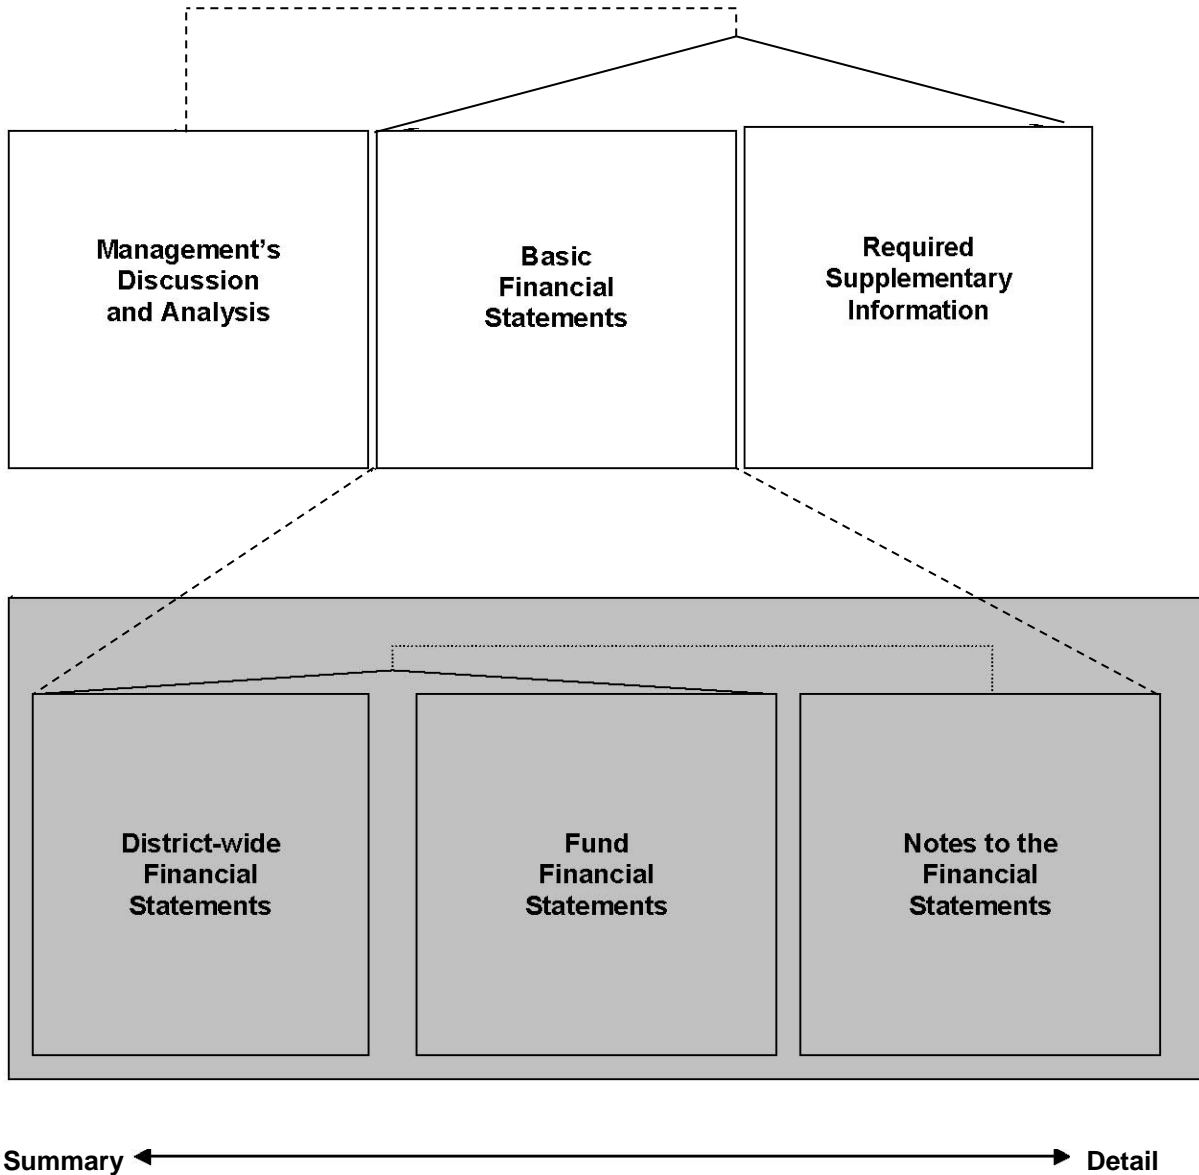 Management's
Discussion
and Analysis
Basic
Financial
Statements
Required
Supplementary
Information
District-wide
Financial
Statements
Fund
Financial
Statements
Notes to the
Financial
Statements
Summary
Detail